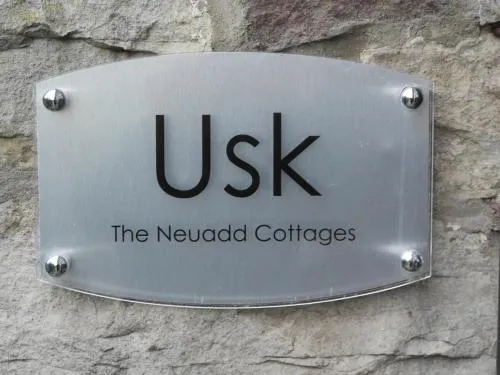 Usk
The Neuadd Cottages